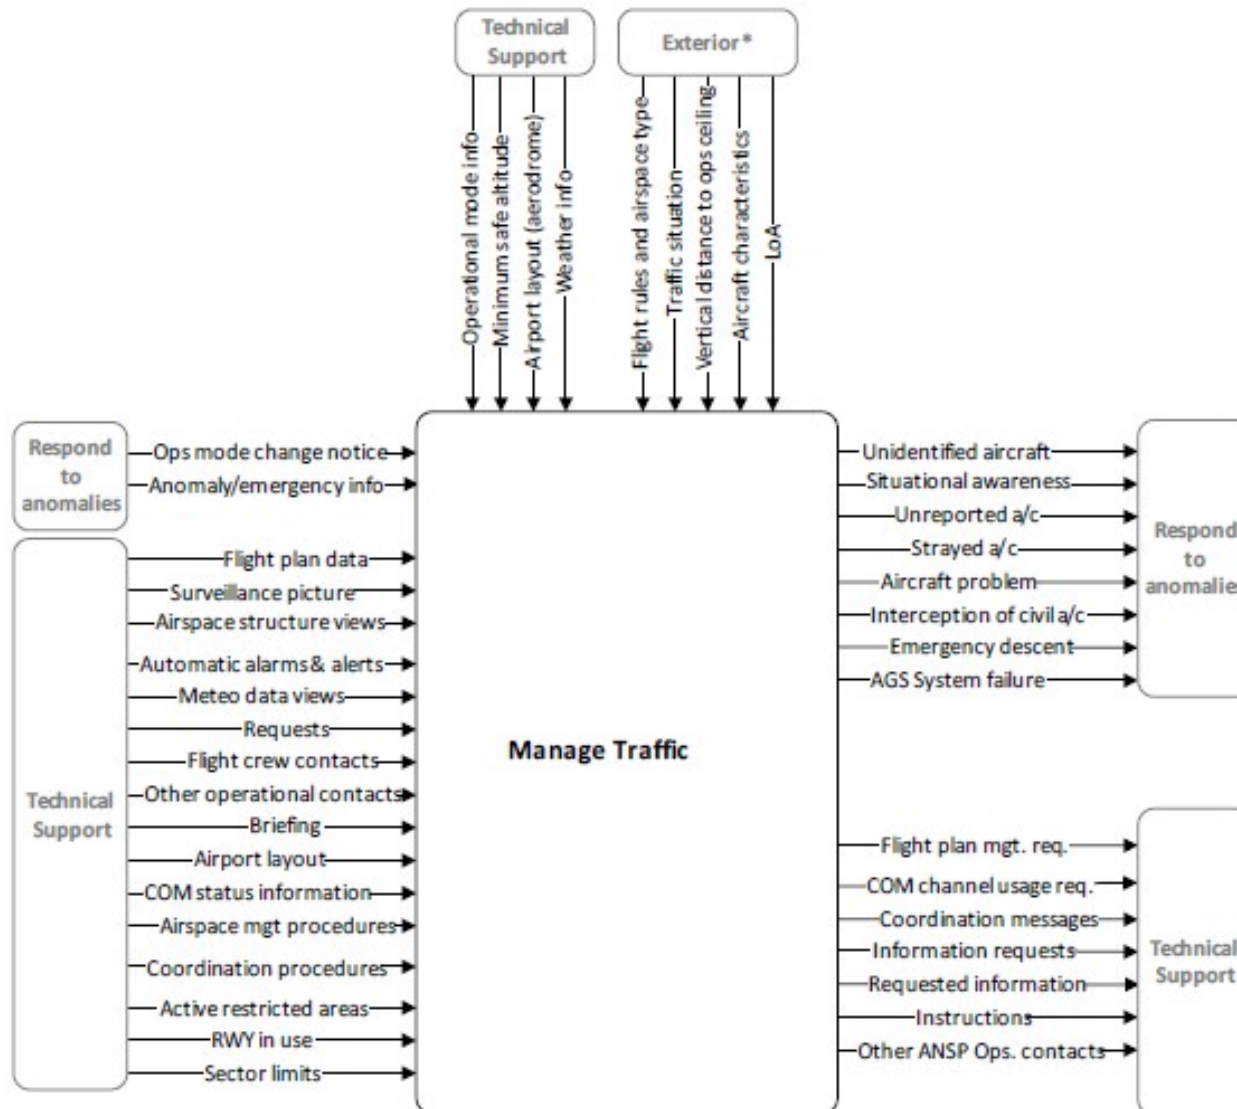 Technical
Support
Exterior*
Operational mode info
Minimum safe altitude
Airport layout (aerodrome)
Weather info
Flight rules and airspace type
Traffic situation
Vertical distance to ops ceiling
Aircraft characteristics
LoA
Respond
to
anomalies
Ops mode change notice
Anomaly/emergency info
Technical
Support
Flight plan data
Surveillance picture
Airspace structure views
Automatic alarms & alerts
Meteo data views
Requests
Flight crew contacts
Other operational contacts
Briefing
Airport layout
COM status information
Airspace mgt procedures
Coordination procedures
Active restricted areas
RWY in use
Sector limits
Manage Traffic
Unidentified aircraft
Situational awareness
Unreported a/c
Strayed a/c
Aircraft problem
Interception of civil a/c
Emergency descent
AGS System failure
Respond
to
anomalies
Flight plan mgt. req.
COM channel usage req.
Coordination messages
Information requests
Requested information
Instructions
Other ANSP Ops. contacts
Technical
Support